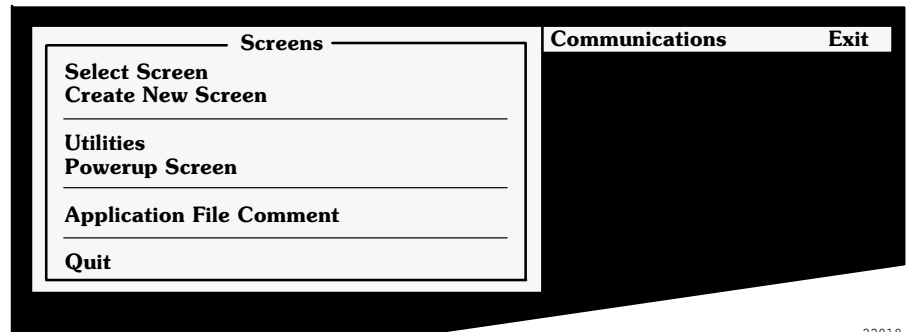 Screens
Communications Exit
Select Screen
Create New Screen
Utilities
Powerup Screen
Application File Comment
Quit